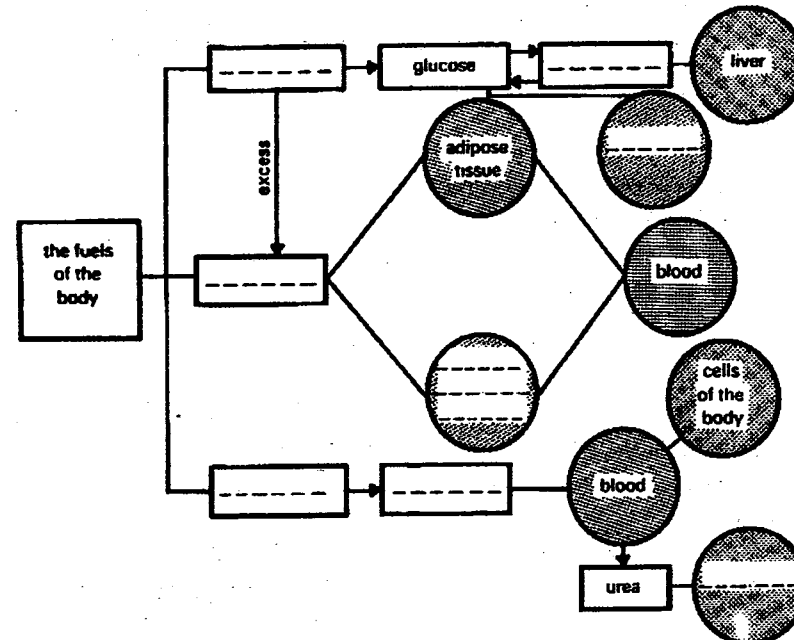 glucose
liver
excess
adipose
tissue
the fuels
of the
body
blood
cells
of the
body
blood
urea